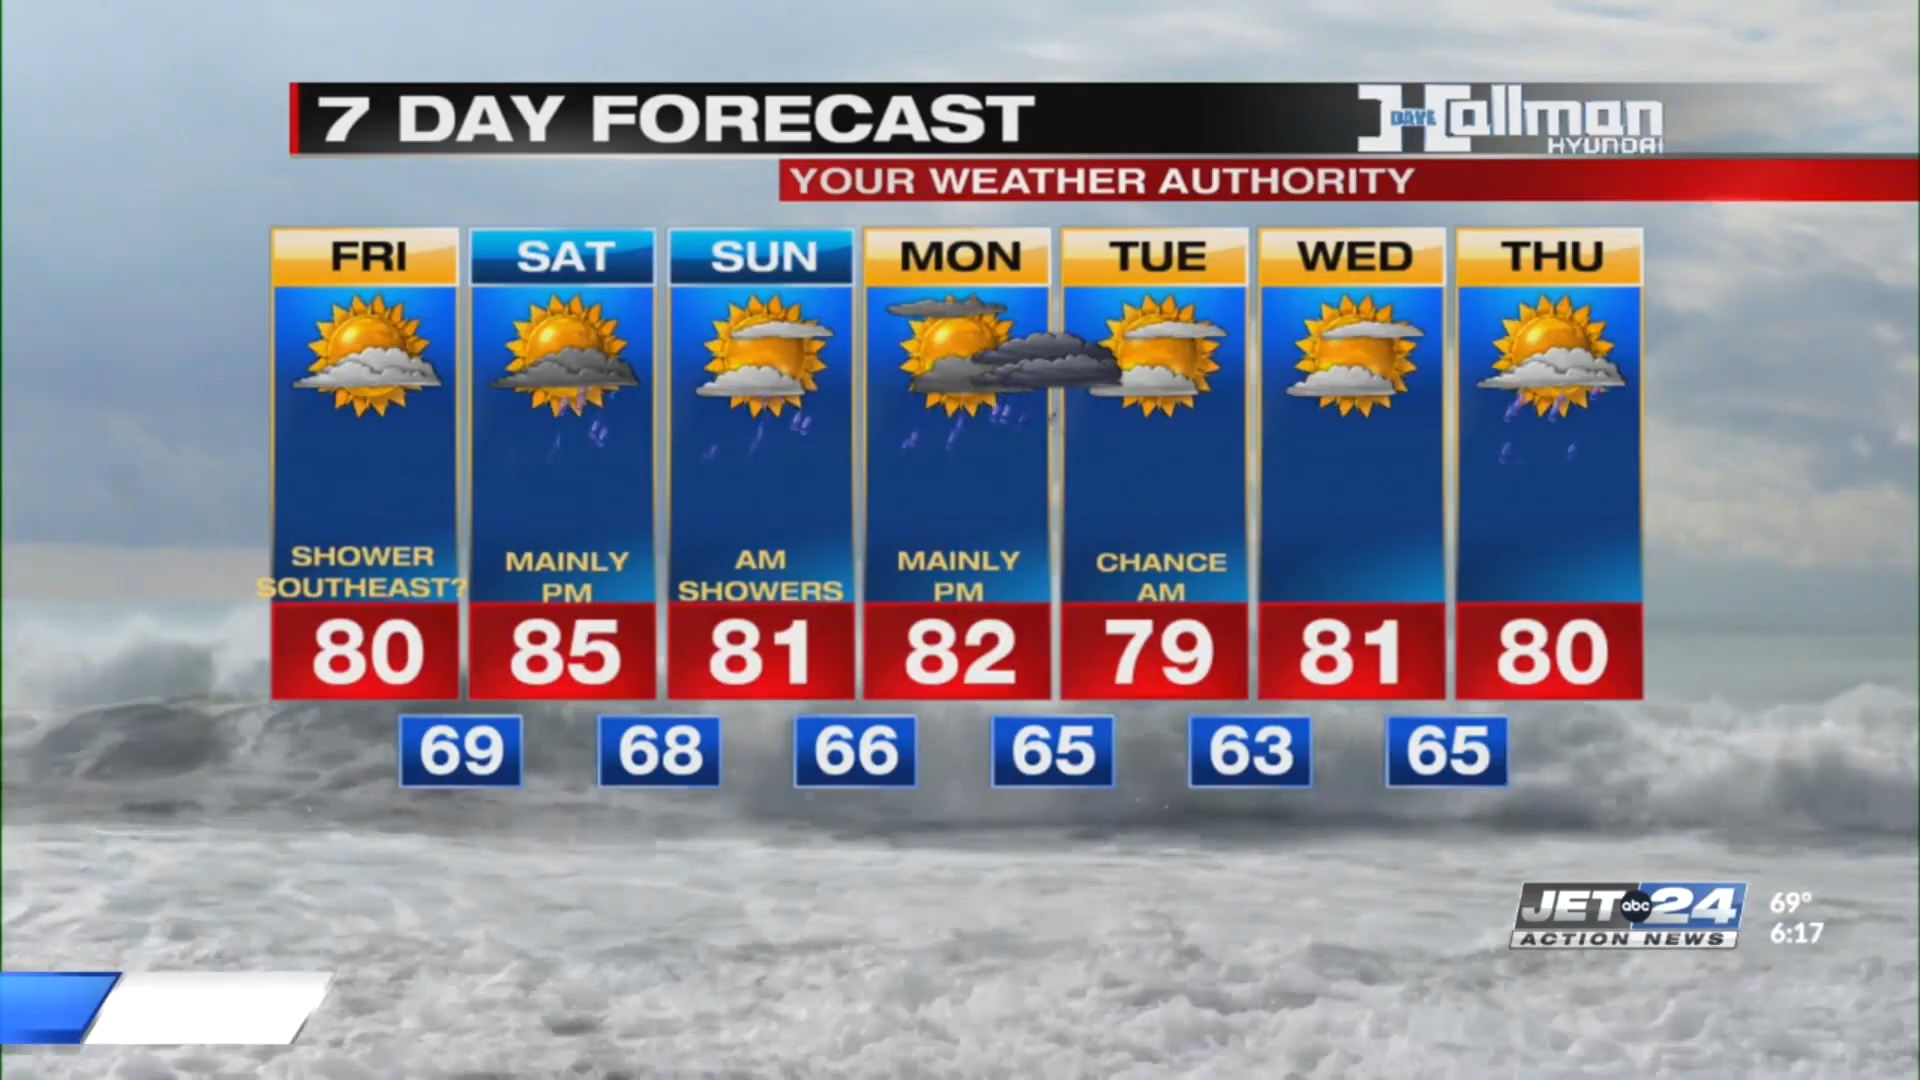 7 DAY FORECAST
DAVE Hallman
HYUNDAI
YOUR WEATHER AUTHORITY
FRI SAT SUN MON TUE WED THU
SHOWER SOUTHEAST?
MAINLY PM
AM SHOWERS
MAINLY PM
CHANCE AM
80 85 81 82 79 81 80
69 68 66 65 63 65
JET abc 24
ACTION NEWS
69°
6:17